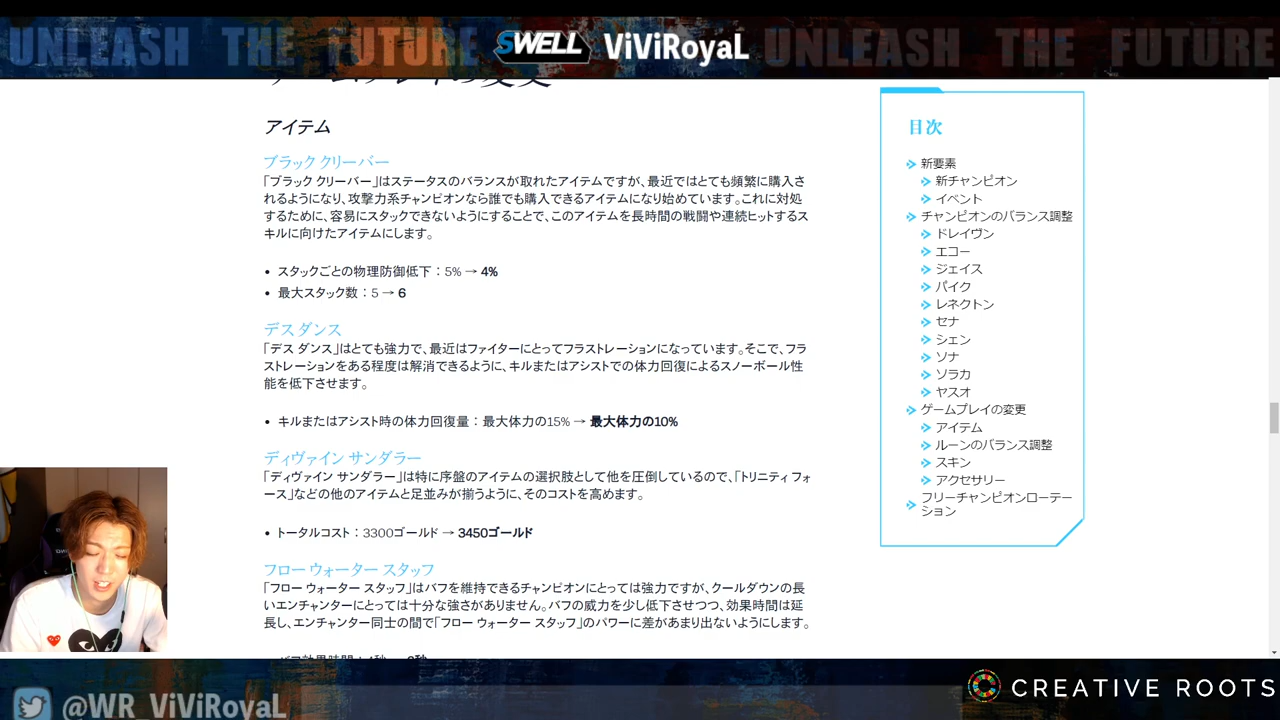 UNLEASH THE FUTURE
SWELL ViViRoyaL
UNLEASH THE FUTURE
ゲームプレイの変更
アイテム
ブラック クリーバー
「ブラック クリーバー」はステータスのバランスが取れたアイテムですが、最近ではとても頻繁に購入さ
れるようになり、攻撃力系チャンピオンなら誰でも購入できるアイテムになり始めています。これに対処
するために、容易にスタックできないようにすることで、このアイテムを長時間の戦闘や連続ヒットするス
キルに向けたアイテムにします。
• スタックごとの物理防御低下：5% → 4%
• 最大スタック数：5 → 6
デス ダンス
「デス ダンス」はとても強力で、最近はファイターにとってフラストレーションになっています。そこで、フラ
ストレーションをある程度は解消できるように、キルまたはアシストでの体力回復によるスノーボール性
能を低下させます。
• キルまたはアシスト時の体力回復量：最大体力の15% → 最大体力の10%
ディヴァイン サンダラー
「ディヴァイン サンダラー」は特に序盤のアイテムの選択肢として他を圧倒しているので、「トリニティ フォ
ース」などの他のアイテムと足並みが揃うように、そのコストを高めます。
• トータルコスト：3300ゴールド → 3450ゴールド
フロー ウォーター スタッフ
「フロー ウォーター スタッフ」はバフを維持できるチャンピオンにとっては強力ですが、クールダウンの長
いエンチャンターにとっては十分な強さがありません。バフの威力を少し低下させつつ、効果時間は延
長し、エンチャンター同士の間で「フロー ウォーター スタッフ」のパワーに差があまり出ないようにします。
目次
新要素
新チャンピオン
イベント
チャンピオンのバランス調整
ドレイヴン
エコー
ジェイス
パイク
レネクトン
セナ
シェン
ソナ
ソラカ
ヤスオ
ゲームプレイの変更
アイテム
ルーンのバランス調整
スキン
アクセサリー
フリーチャンピオンローテー
ション
@WR_ViViRoyaL
CREATIVE ROOTS